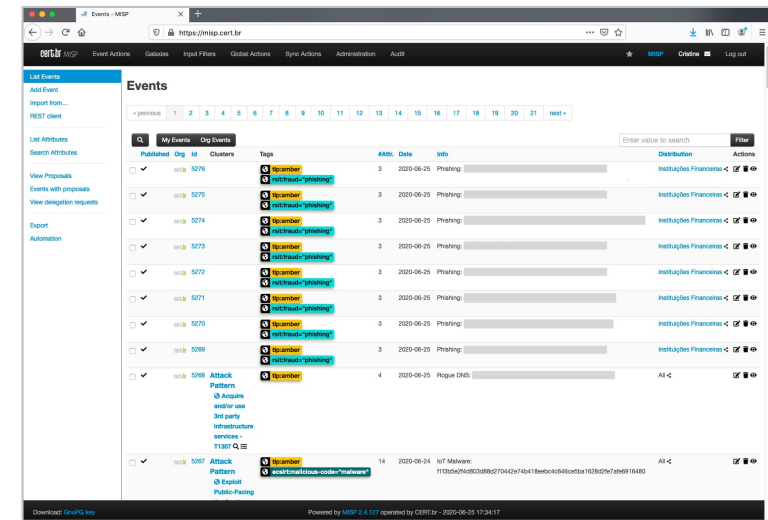 Events - MISP
https://misp.cert.br
cert.br MISP Event Actions Galaxies Input Filters Global Actions Sync Actions Administration Audit MISP Cristine Log out
List Events
Add Event
Import from...
REST client
List Attributes
Search Attributes
View Proposals
Events with proposals
View delegation requests
Export
Automation
Events
« previous 1 2 3 4 5 6 7 8 9 10 11 12 13 14 15 16 17 18 19 20 21 next »
My Events Org Events Enter value to search Filter
Published Org Id Clusters Tags #Attr. Date Info Distribution Actions
5276 tlp:amber 3 2020-06-25 Phishing: Instituições Financeiras
rsit:fraud="phishing"
5275 tlp:amber 3 2020-06-25 Phishing: Instituições Financeiras
rsit:fraud="phishing"
5274 tlp:amber 3 2020-06-25 Phishing: Instituições Financeiras
rsit:fraud="phishing"
5273 tlp:amber 3 2020-06-25 Phishing: Instituições Financeiras
rsit:fraud="phishing"
5272 tlp:amber 3 2020-06-25 Phishing: Instituições Financeiras
rsit:fraud="phishing"
5271 tlp:amber 3 2020-06-25 Phishing: Instituições Financeiras
rsit:fraud="phishing"
5270 tlp:amber 3 2020-06-25 Phishing: Instituições Financeiras
rsit:fraud="phishing"
5269 tlp:amber 3 2020-06-25 Phishing: Instituições Financeiras
rsit:fraud="phishing"
5268 Attack tlp:amber 4 2020-06-25 Rogue DNS: All
Pattern
Acquire
and/or use
3rd party
infrastructure
services -
T1307
5267 Attack tlp:amber 14 2020-06-24 IoT Malware: All
Pattern ecsirt:malicious-code="malware"
Exploit
Public-Facing
Download: GnuPG key Powered by MISP 2.4.127 operated by CERT.br - 2020-06-25 17:34:17